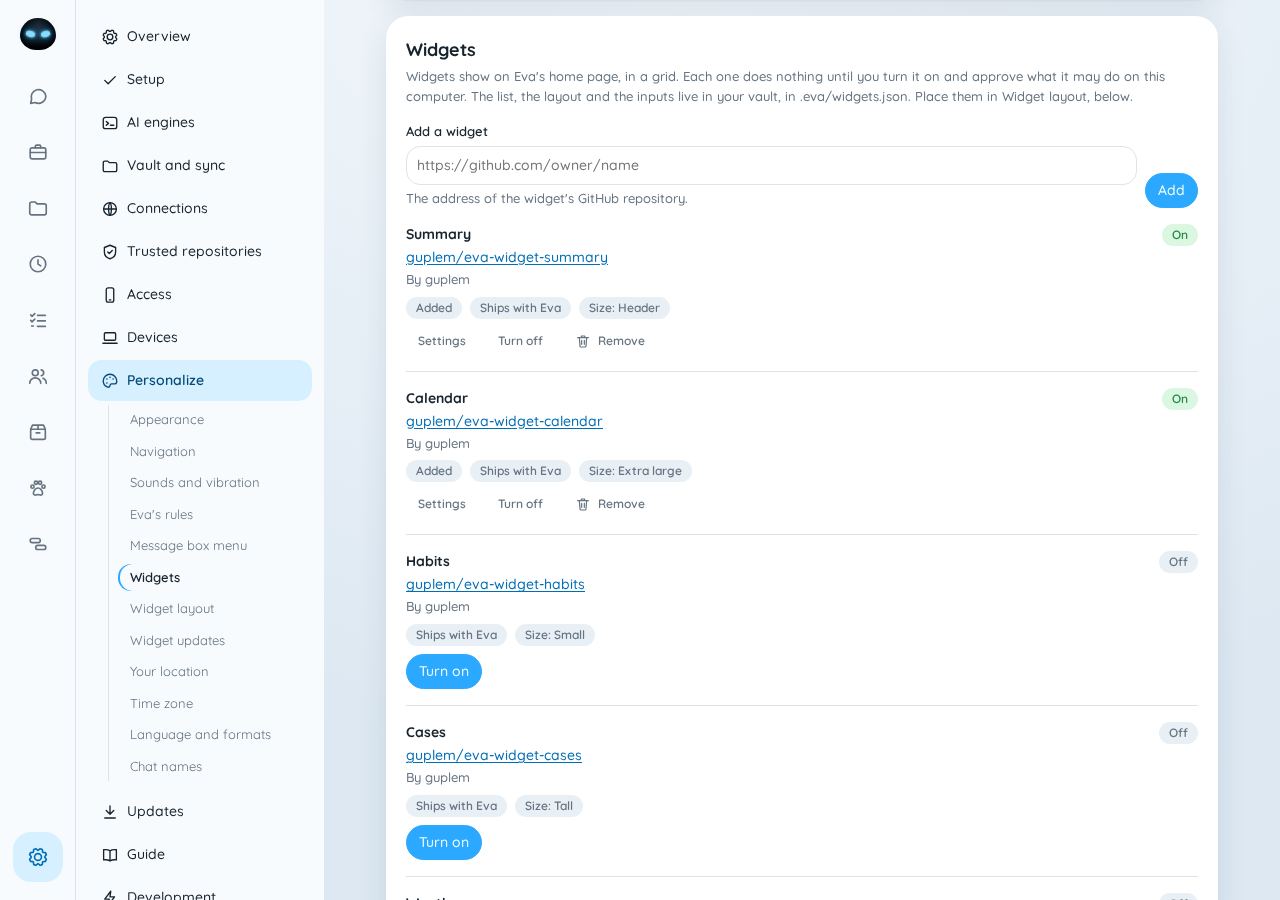 Overview
Setup
AI engines
Vault and sync
Connections
Trusted repositories
Access
Devices
Personalize
Appearance
Navigation
Sounds and vibration
Eva's rules
Message box menu
Widgets
Widget layout
Widget updates
Your location
Time zone
Language and formats
Chat names
Updates
Guide
Development
Widgets
Widgets show on Eva's home page, in a grid. Each one does nothing until you turn it on and approve what it may do on this
computer. The list, the layout and the inputs live in your vault, in .eva/widgets.json. Place them in Widget layout, below.
Add a widget
https://github.com/owner/name
Add
The address of the widget's GitHub repository.
Summary
On
guplem/eva-widget-summary
By guplem
Added Ships with Eva Size: Header
Settings Turn off Remove
Calendar
On
guplem/eva-widget-calendar
By guplem
Added Ships with Eva Size: Extra large
Settings Turn off Remove
Habits
Off
guplem/eva-widget-habits
By guplem
Ships with Eva Size: Small
Turn on
Cases
Off
guplem/eva-widget-cases
By guplem
Ships with Eva Size: Tall
Turn on